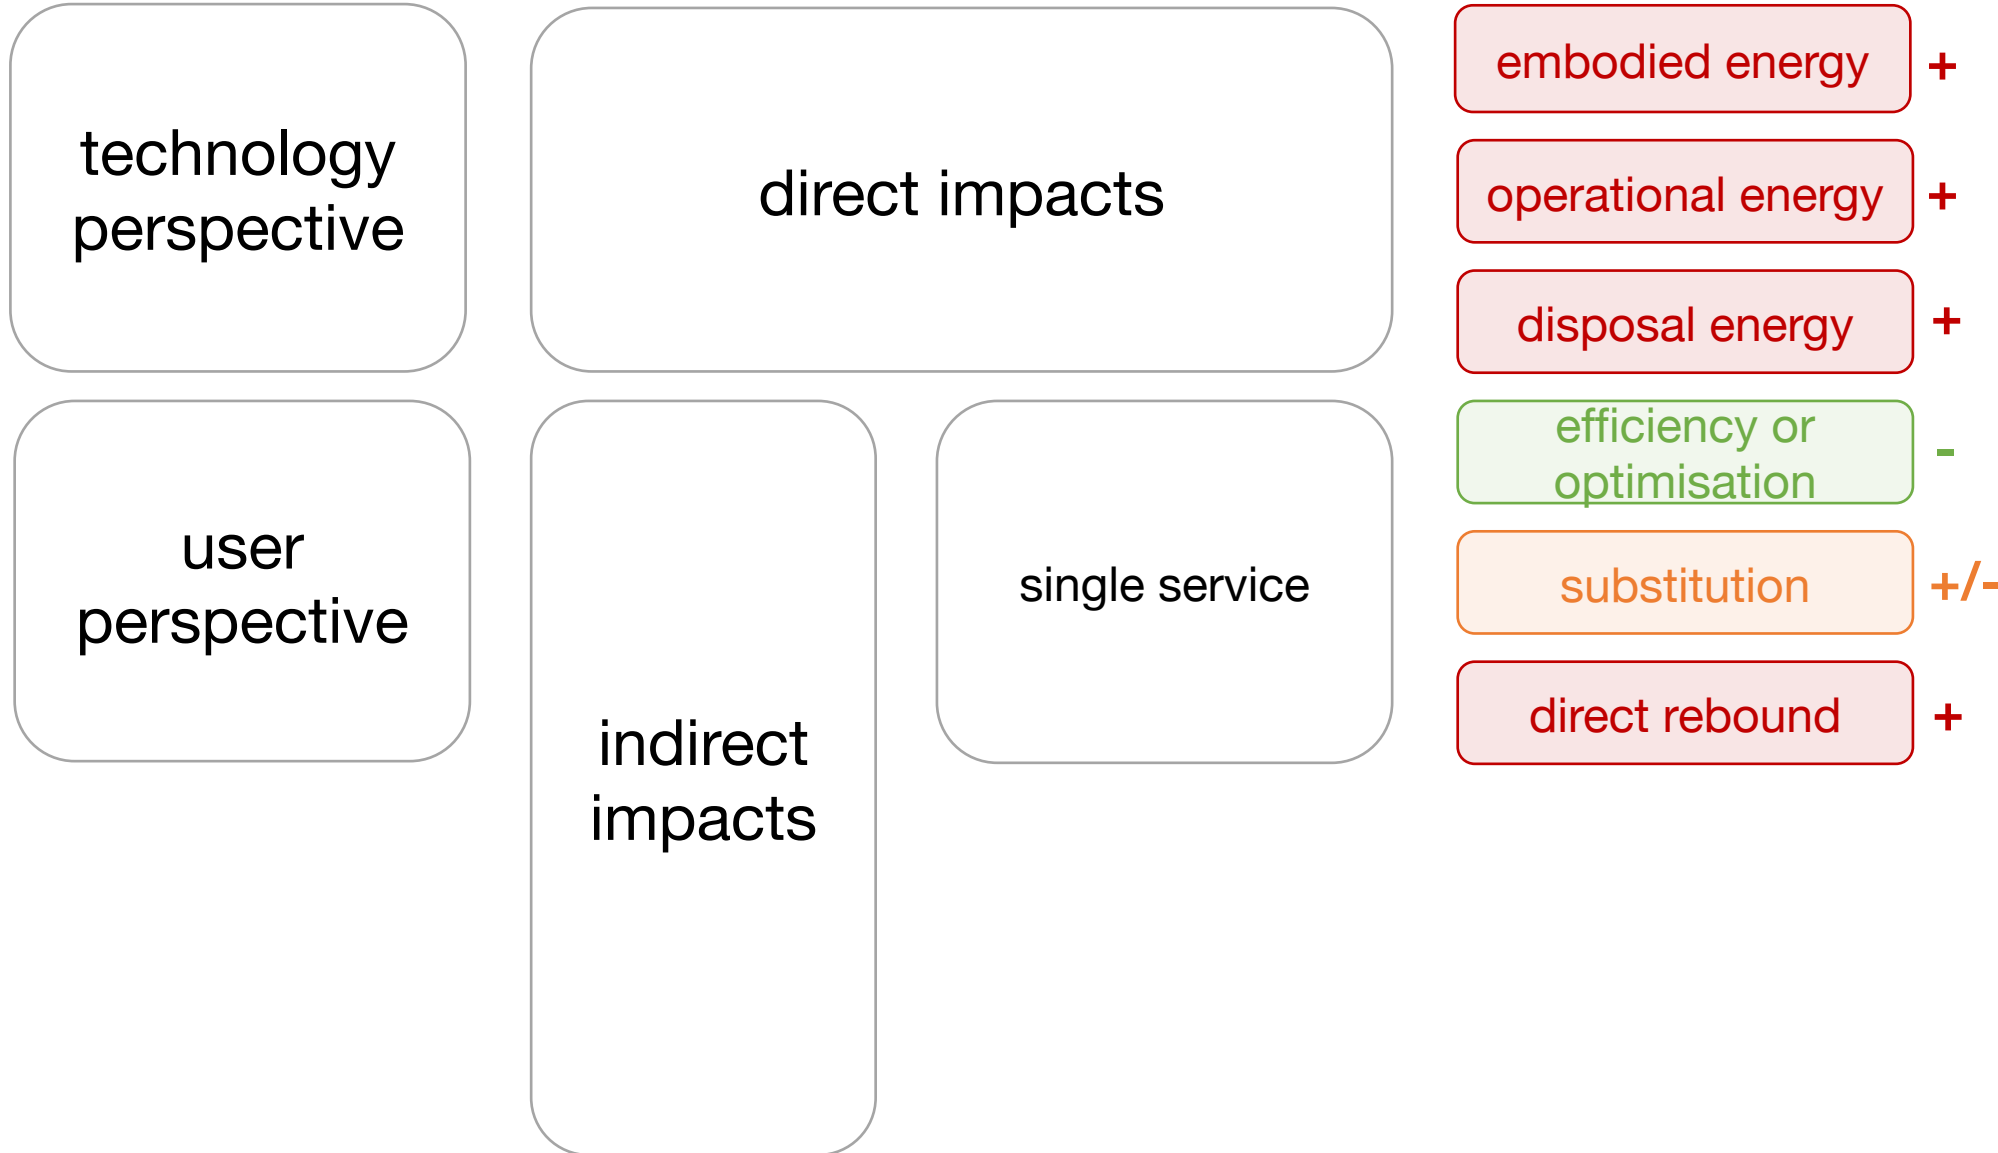 technology
perspective
direct impacts
embodied energy +
operational energy +
disposal energy +
user
perspective
indirect
impacts
single service
efficiency or
optimisation -
substitution +/-
direct rebound +